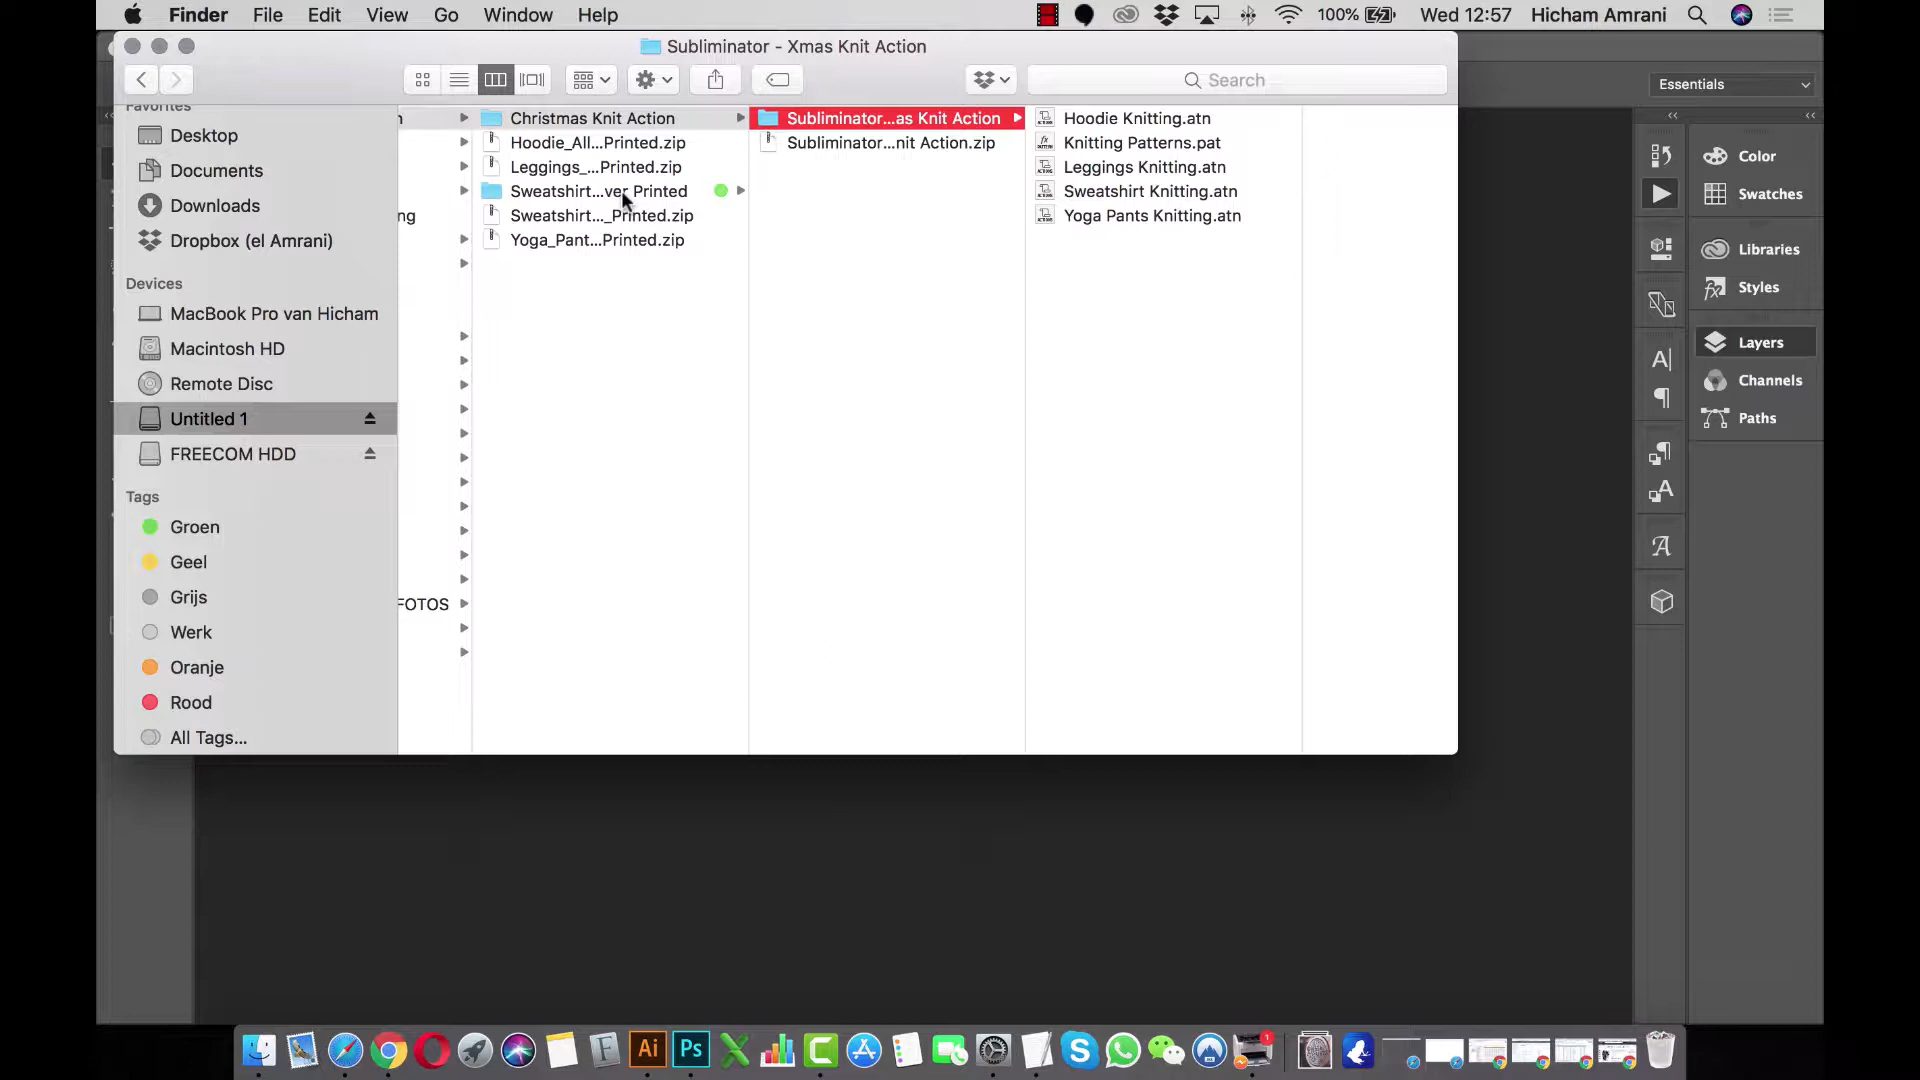 Finder File Edit View Go Window Help 100% Wed 12:57 Hicham Amrani
Subliminator - Xmas Knit Action
Search
Essentials
Favorites
Desktop
Documents
Downloads
Dropbox (el Amrani)
Devices
MacBook Pro van Hicham
Macintosh HD
Remote Disc
Untitled 1
FREECOM HDD
Tags
Groen
Geel
Grijs
Werk
Oranje
Rood
All Tags...
n
ng
FOTOS
Christmas Knit Action
Hoodie_All...Printed.zip
Leggings_...Printed.zip
Sweatshirt...ver Printed
Sweatshirt..._Printed.zip
Yoga_Pant...Printed.zip
Subliminator...as Knit Action
Subliminator...nit Action.zip
Hoodie Knitting.atn
Knitting Patterns.pat
Leggings Knitting.atn
Sweatshirt Knitting.atn
Yoga Pants Knitting.atn
Color
Swatches
Libraries
Styles
Layers
Channels
Paths
Ai Ps 1